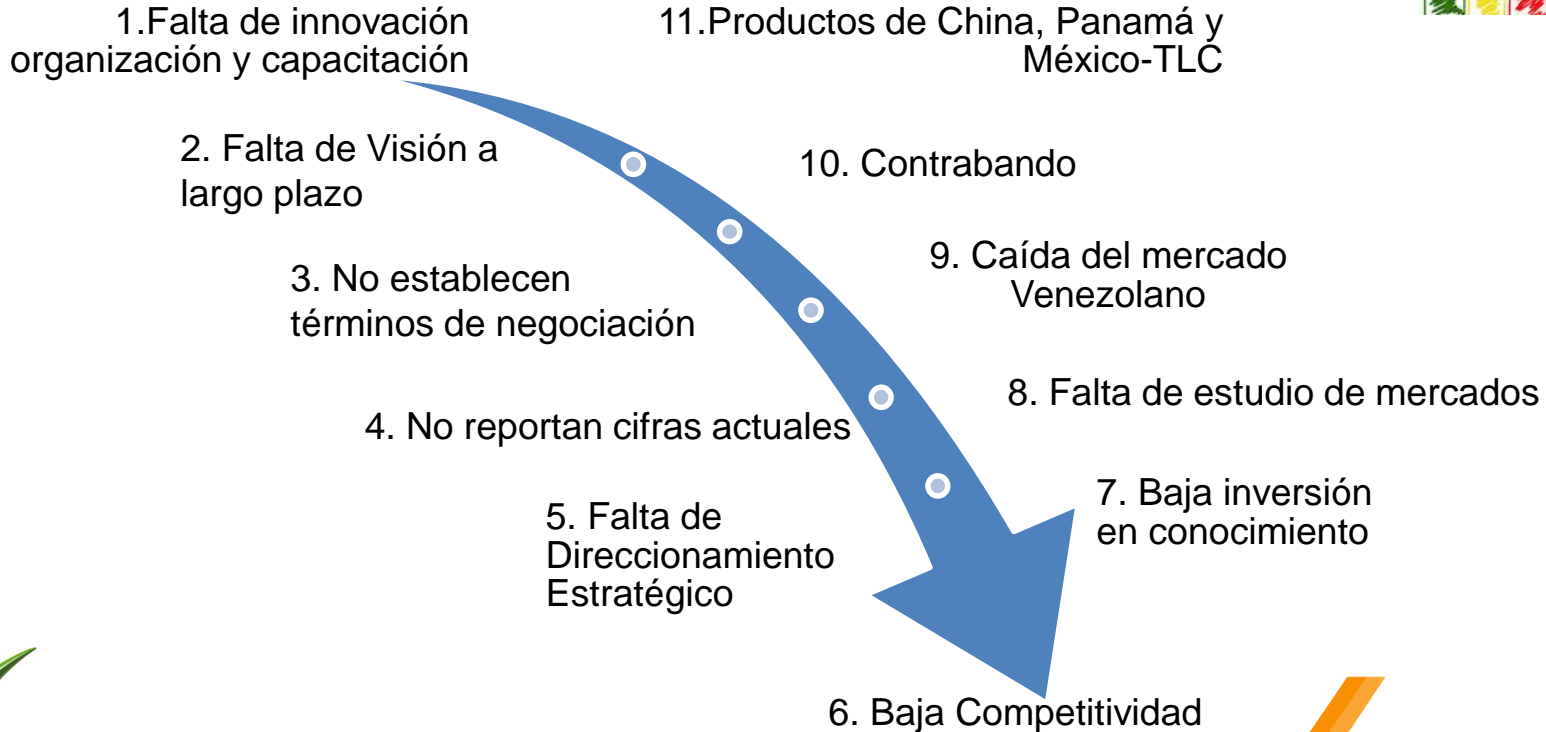 1.Falta de innovación
organización y capacitación
2. Falta de Visión a
largo plazo
3. No establecen
términos de negociación
4. No reportan cifras actuales
5. Falta de
Direccionamiento
Estratégico
6. Baja Competitividad
7. Baja inversión
en conocimiento
8. Falta de estudio de mercados
9. Caída del mercado
Venezolano
10. Contrabando
11.Productos de China, Panamá y
México-TLC